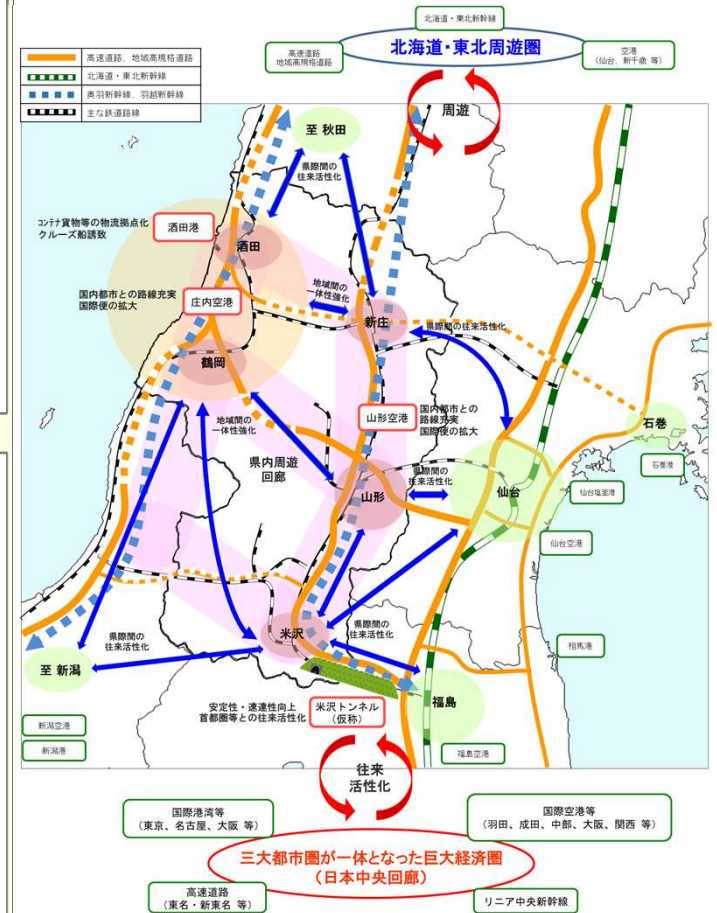 北海道・東北新幹線
高速道路
地域高規格道路
北海道・東北周遊圏
空港
(仙台、新千歳 等)
高速道路、地域高規格道路
北海道・東北新幹線
奥羽新幹線、羽越新幹線
主な鉄道路線
周遊
至 秋田
県際間の
往来活性化
コンテナ貨物等の物流拠点化
クルーズ船誘致
酒田港
酒田
国内都市との路線充実
国際便の拡大
庄内空港
地域間の
一体性強化
新庄
県際間の往来活性化
鶴岡
山形空港
国内都市との
路線充実
国際便の拡大
石巻
石巻港
地域間の
一体性強化
県内周遊
回廊
県際間の
往来活性化
山形
仙台
仙台塩釜港
仙台空港
米沢
県際間の
往来活性化
相馬港
県際間の
往来活性化
至 新潟
安定性・速達性向上
首都圏等との往来活性化
米沢トンネル
(仮称)
福島
新潟空港
新潟港
福島空港
往来
活性化
国際港湾等
(東京、名古屋、大阪 等)
国際空港等
(羽田、成田、中部、大阪、関西 等)
三大都市圏が一体となった巨大経済圏
(日本中央回廊)
高速道路
(東名・新東名 等)
リニア中央新幹線